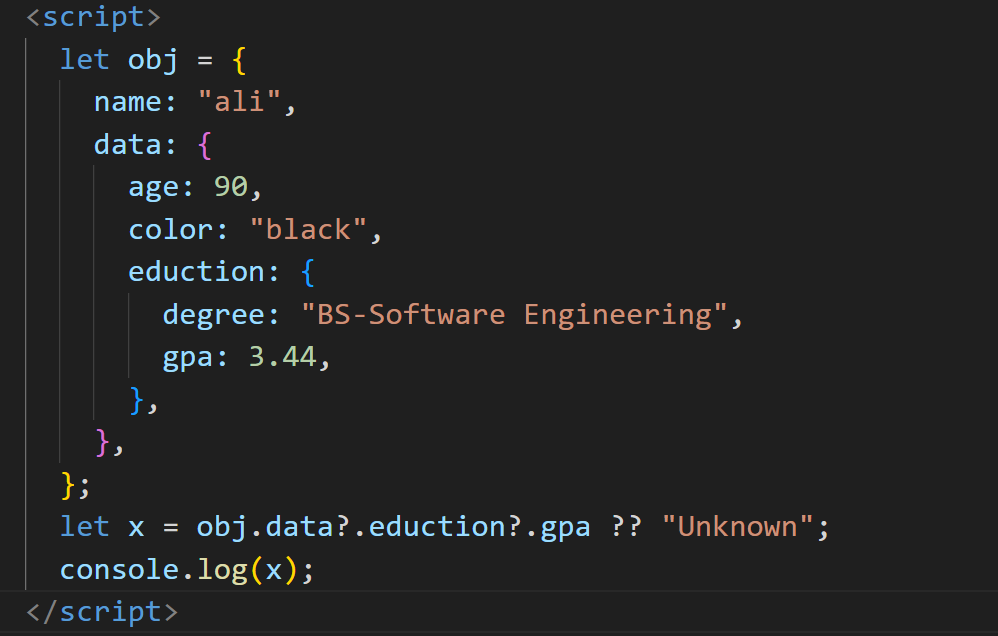 <script>
let obj = {
name: "ali",
data: {
age: 90,
color: "black",
eduction: {
degree: "BS-Software Engineering",
gpa: 3.44,
},
},
};
let x = obj.data?.eduction?.gpa ?? "Unknown";
console.log(x);
</script>